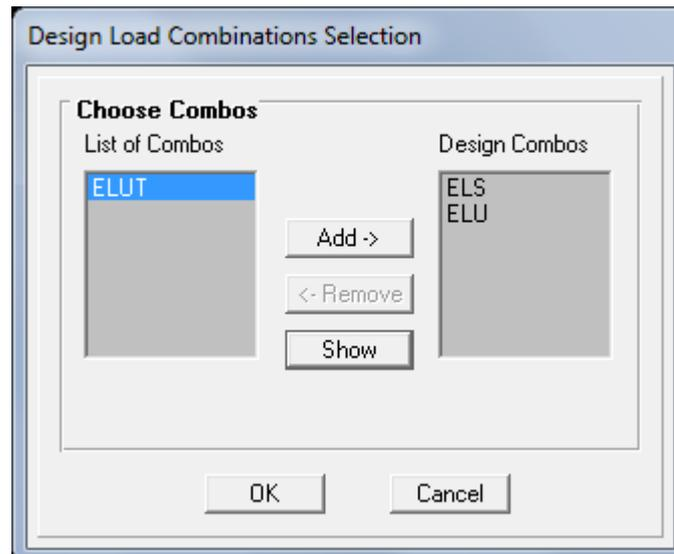 Design Load Combinations Selection
Choose Combos
List of Combos
Design Combos
ELUT
ELS
ELU
Add ->
<- Remove
Show
OK
Cancel